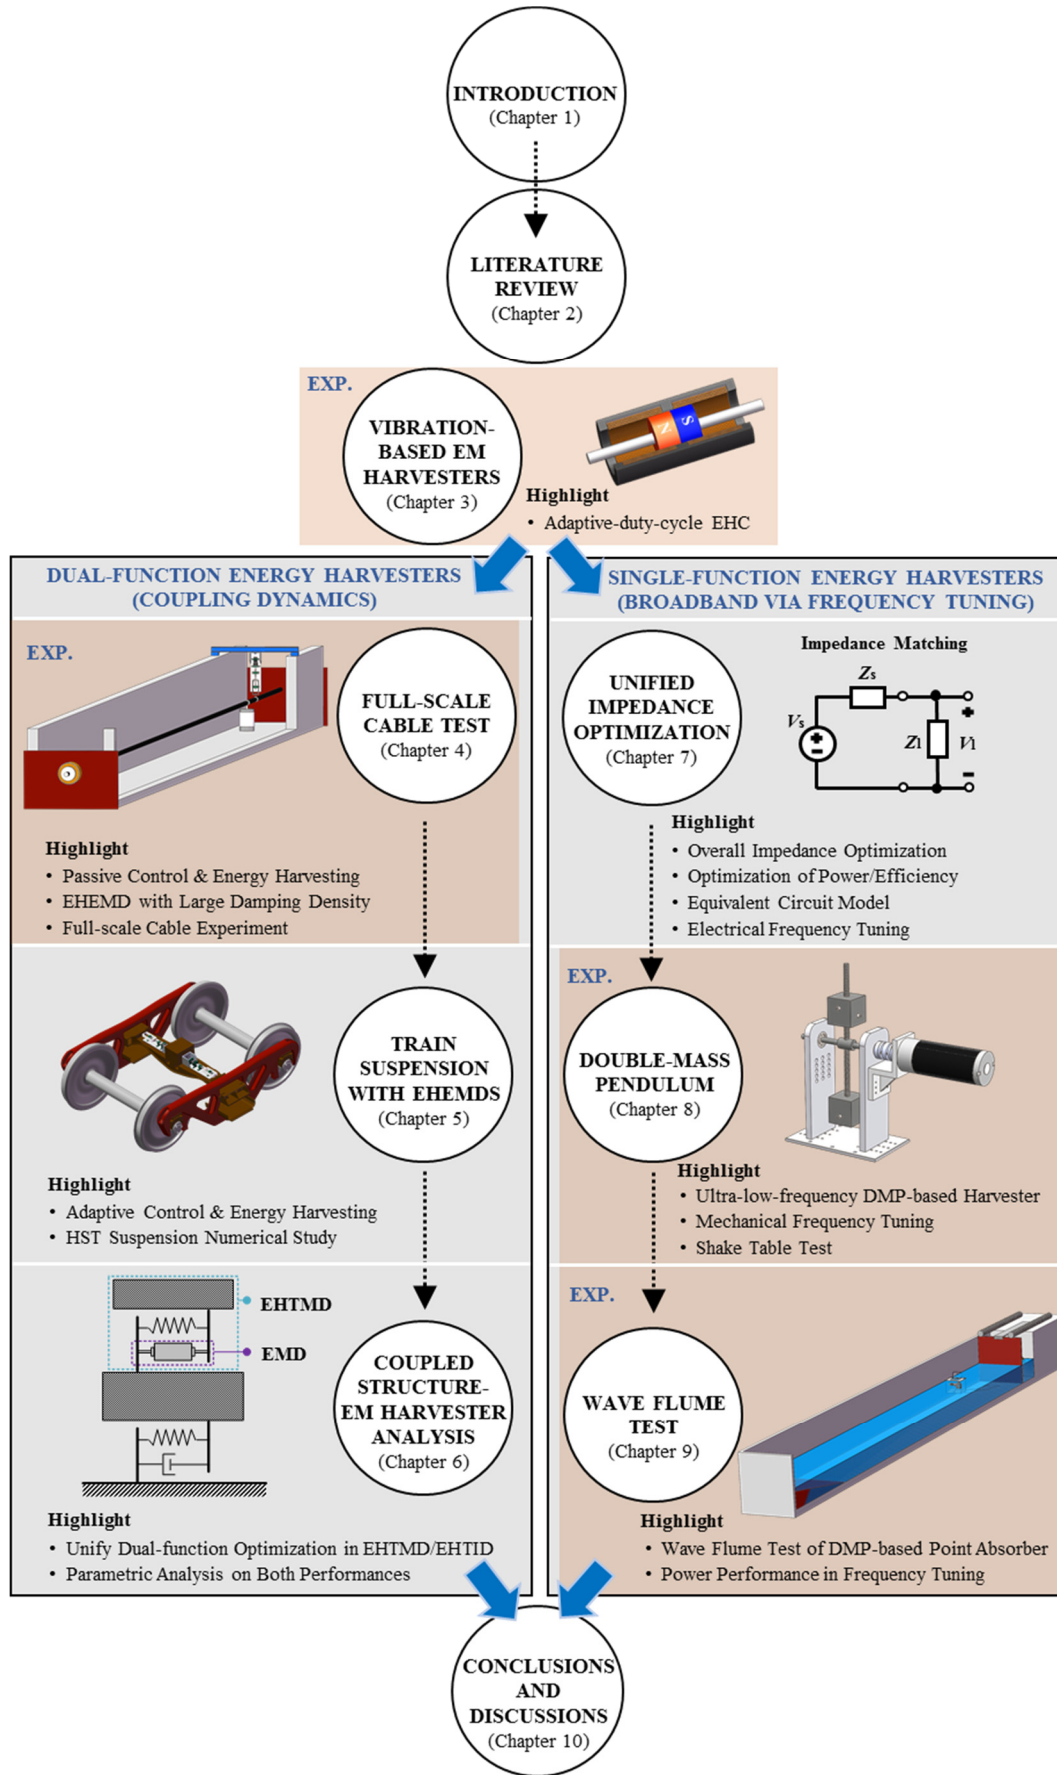 INTRODUCTION
(Chapter 1)
LITERATURE
REVIEW
(Chapter 2)
EXP.
VIBRATION-
BASED EM
HARVESTERS
(Chapter 3)
N
S
Highlight
• Adaptive-duty-cycle EHC
DUAL-FUNCTION ENERGY HARVESTERS
(COUPLING DYNAMICS)
EXP.
FULL-SCALE
CABLE TEST
(Chapter 4)
Highlight
• Passive Control & Energy Harvesting
• EHEMD with Large Damping Density
• Full-scale Cable Experiment
TRAIN
SUSPENSION
WITH EHEMDS
(Chapter 5)
Highlight
• Adaptive Control & Energy Harvesting
• HST Suspension Numerical Study
EHTMD
EMD
COUPLED
STRUCTURE-
EM HARVESTER
ANALYSIS
(Chapter 6)
Highlight
• Unify Dual-function Optimization in EHTMD/EHTID
• Parametric Analysis on Both Performances
SINGLE-FUNCTION ENERGY HARVESTERS
(BROADBAND VIA FREQUENCY TUNING)
UNIFIED
IMPEDANCE
OPTIMIZATION
(Chapter 7)
Impedance Matching
Zs
Vs
+
−
Zl
+
Vl
−
Highlight
• Overall Impedance Optimization
• Optimization of Power/Efficiency
• Equivalent Circuit Model
• Electrical Frequency Tuning
EXP.
DOUBLE-MASS
PENDULUM
(Chapter 8)
Highlight
• Ultra-low-frequency DMP-based Harvester
• Mechanical Frequency Tuning
• Shake Table Test
EXP.
WAVE FLUME
TEST
(Chapter 9)
Highlight
• Wave Flume Test of DMP-based Point Absorber
• Power Performance in Frequency Tuning
CONCLUSIONS
AND
DISCUSSIONS
(Chapter 10)